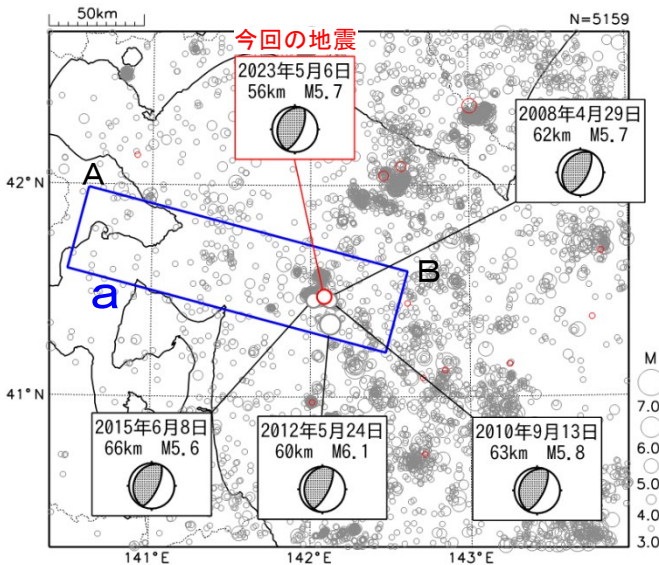 50km
N=5159
今回の地震
2023年5月6日
56km M5.7
2008年4月29日
62km M5.7
42°N
A
B
a
41°N
M
7.0
6.0
5.0
4.0
3.0
2015年6月8日
66km M5.6
2012年5月24日
60km M6.1
2010年9月13日
63km M5.8
141°E
142°E
143°E